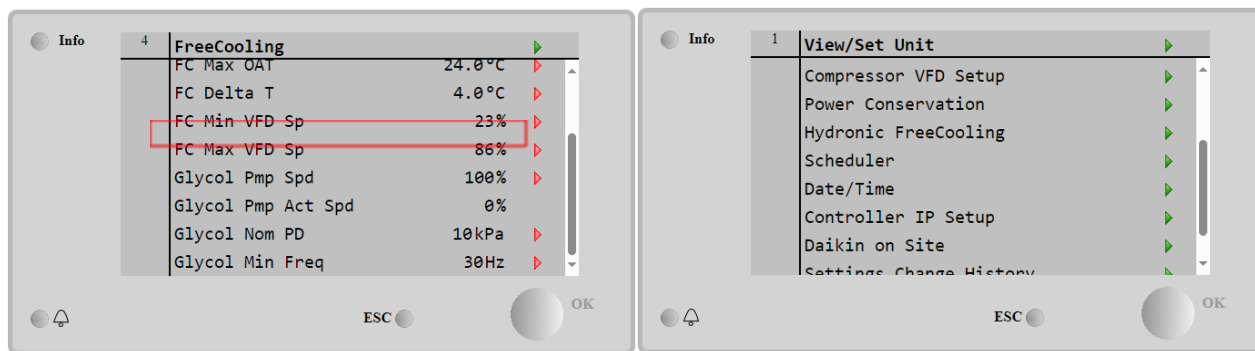 Info
4 FreeCooling
FC Max OAT 24.0°C
FC Delta T 4.0°C
FC Min VFD Sp 23%
FC Max VFD Sp 86%
Glycol Pmp Spd 100%
Glycol Pmp Act Spd 0%
Glycol Nom PD 10kPa
Glycol Min Freq 30Hz
ESC
OK
Info
1 View/Set Unit
Compressor VFD Setup
Power Conservation
Hydronic FreeCooling
Scheduler
Date/Time
Controller IP Setup
Daikin on Site
Settings Change History
ESC
OK